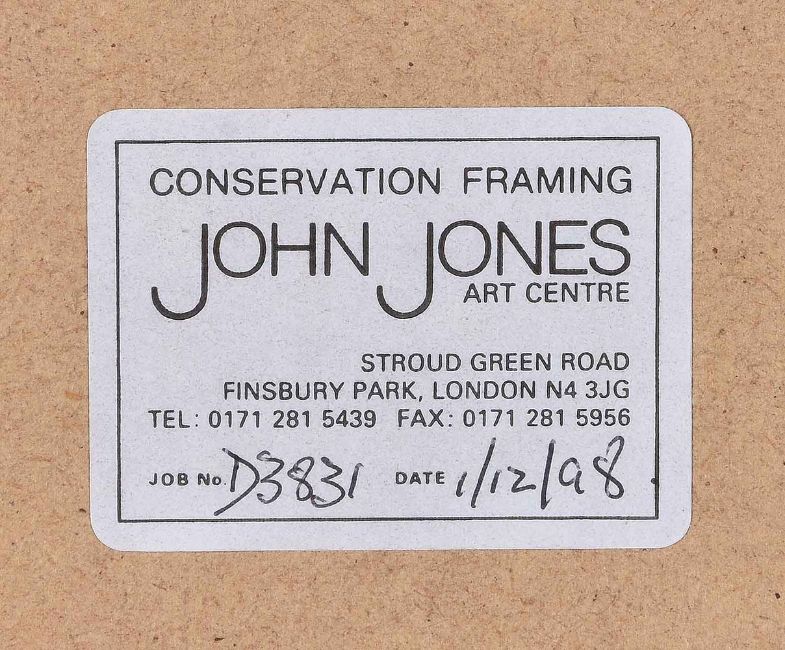 CONSERVATION FRAMING
JOHN JONES
ART CENTRE
STROUD GREEN ROAD
FINSBURY PARK, LONDON N4 3JG
TEL: 0171 281 5439 FAX: 0171 281 5956
JOB No. D3831 DATE 1/12/98